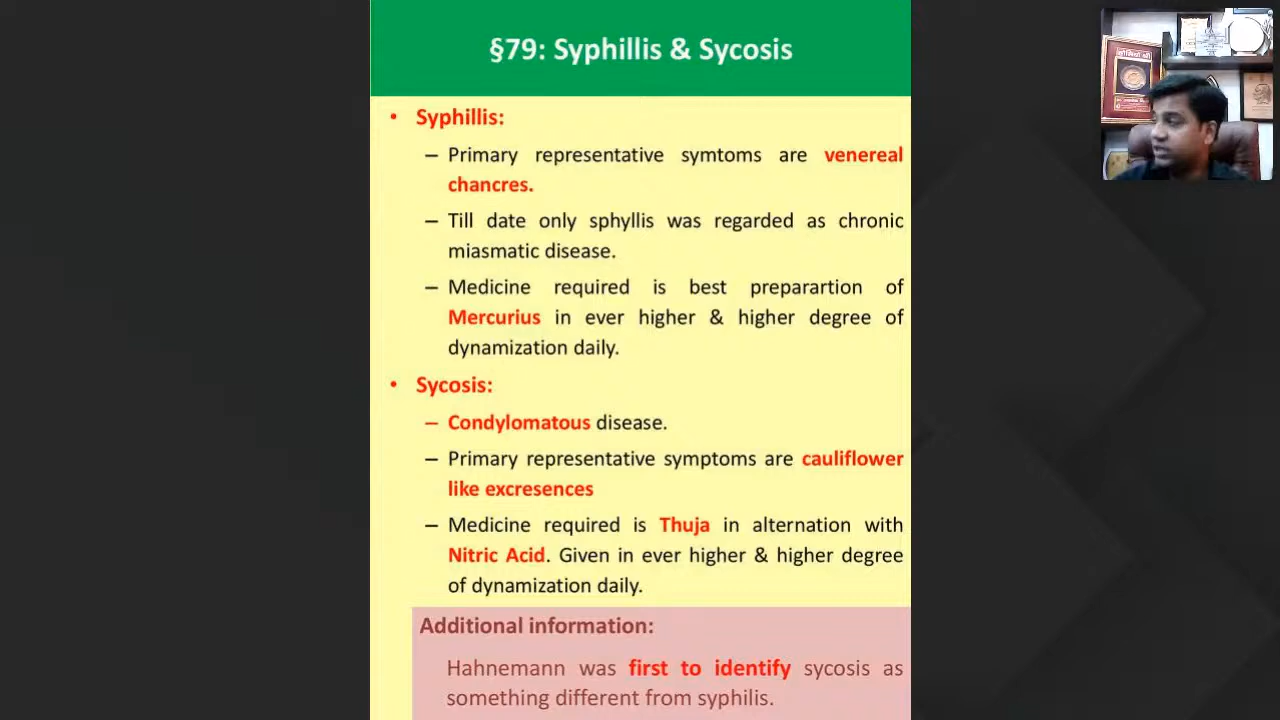 §79: Syphillis & Sycosis
• Syphillis:
– Primary representative symtoms are venereal
chancres.
– Till date only sphyllis was regarded as chronic
miasmatic disease.
– Medicine required is best preparartion of
Mercurius in ever higher & higher degree of
dynamization daily.
• Sycosis:
– Condylomatous disease.
– Primary representative symptoms are cauliflower
like excresences
– Medicine required is Thuja in alternation with
Nitric Acid. Given in ever higher & higher degree
of dynamization daily.
Additional information:
Hahnemann was first to identify sycosis as
something different from syphilis.